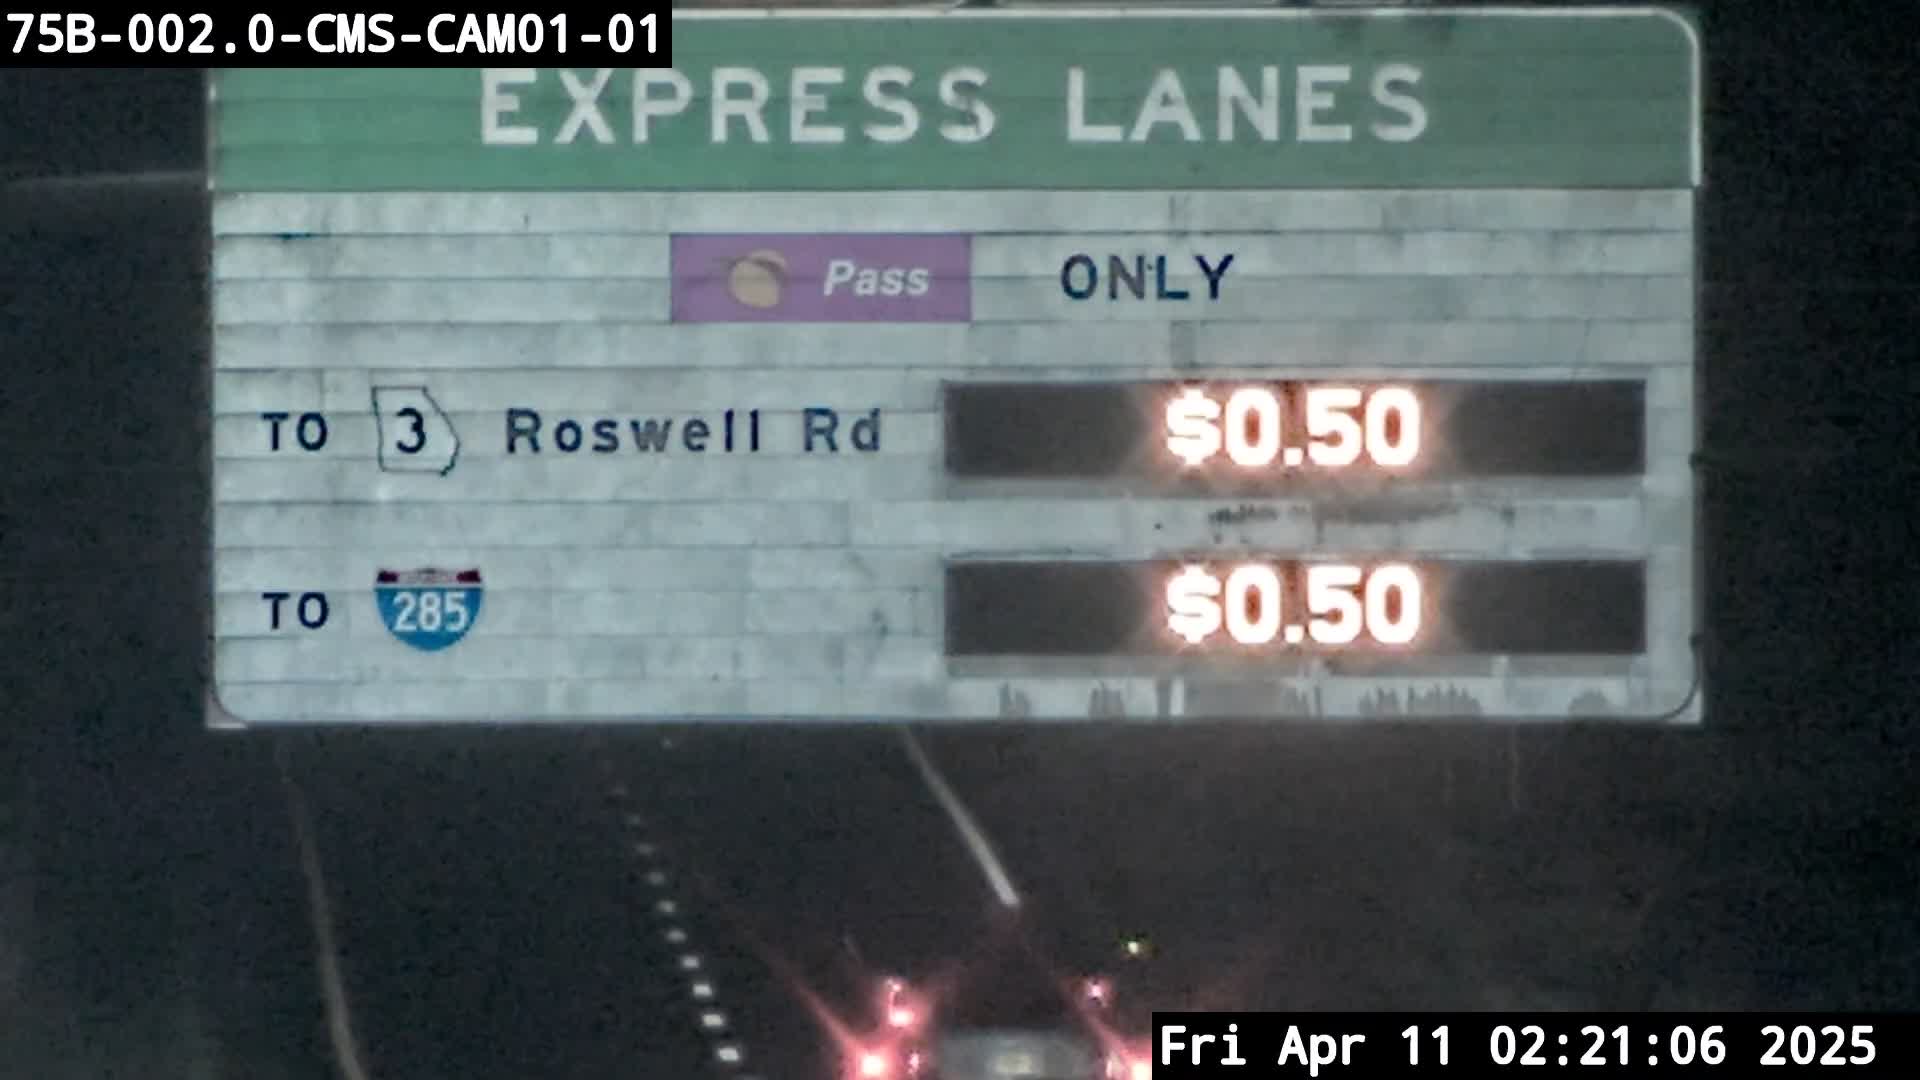 75B-002.0-CMS-CAM01-01
EXPRESS LANES
Pass ONLY
TO 3 Roswell Rd $0.50
TO 285 $0.50
Fri Apr 11 02:21:06 2025